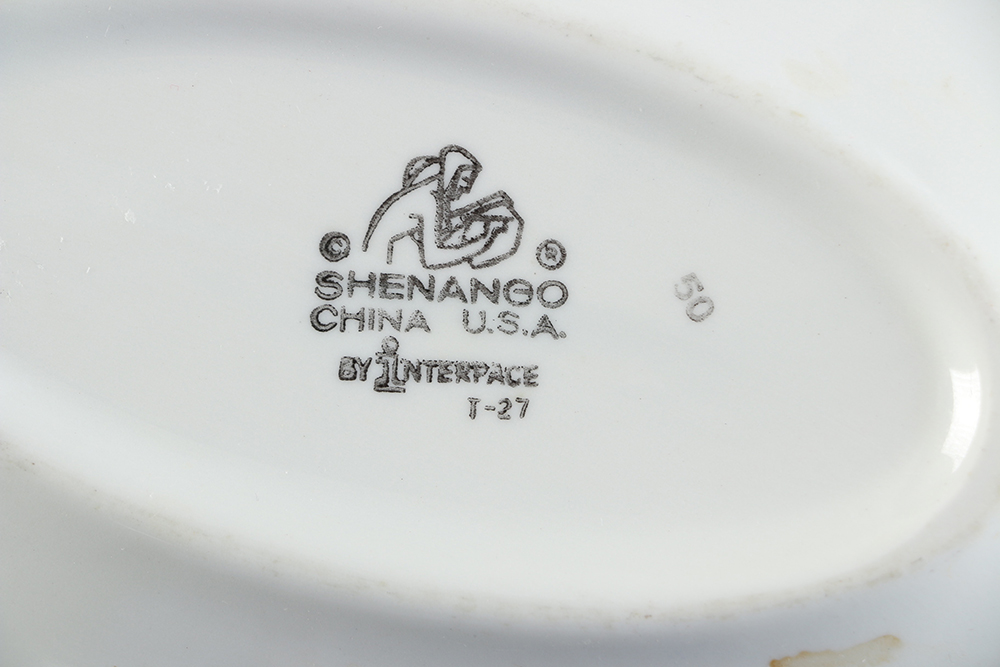 © ®
SHENANGO
CHINA U.S.A.
BY iNTERPACE
T-27
50